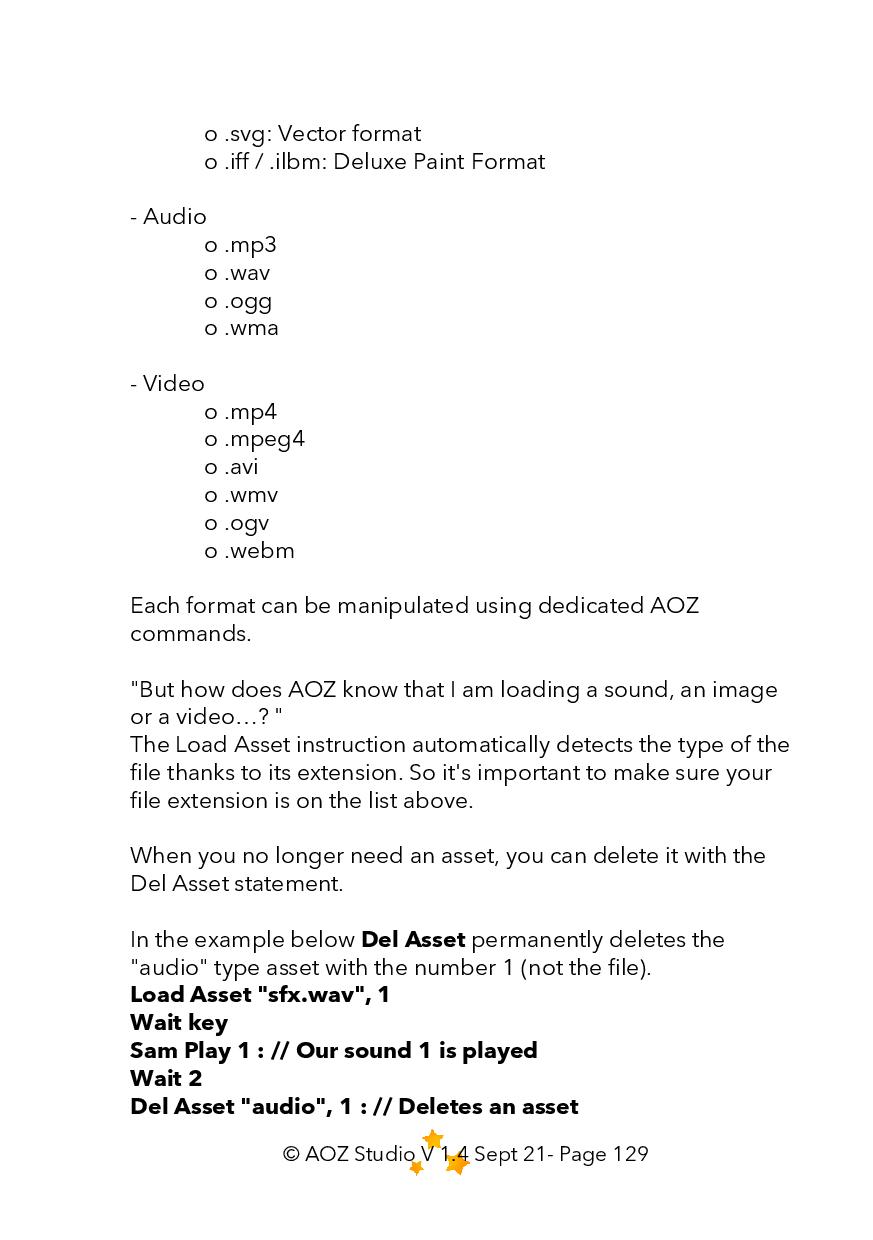 o .svg: Vector format
o .iff / .ilbm: Deluxe Paint Format
- Audio
o .mp3
o .wav
o .ogg
o .wma
- Video
o .mp4
o .mpeg4
o .avi
o .wmv
o .ogv
o .webm
Each format can be manipulated using dedicated AOZ
commands.
"But how does AOZ know that I am loading a sound, an image
or a video…? "
The Load Asset instruction automatically detects the type of the
file thanks to its extension. So it's important to make sure your
file extension is on the list above.
When you no longer need an asset, you can delete it with the
Del Asset statement.
In the example below Del Asset permanently deletes the
"audio" type asset with the number 1 (not the file).
Load Asset "sfx.wav", 1
Wait key
Sam Play 1 : // Our sound 1 is played
Wait 2
Del Asset "audio", 1 : // Deletes an asset
© AOZ Studio V 1.4 Sept 21- Page 129